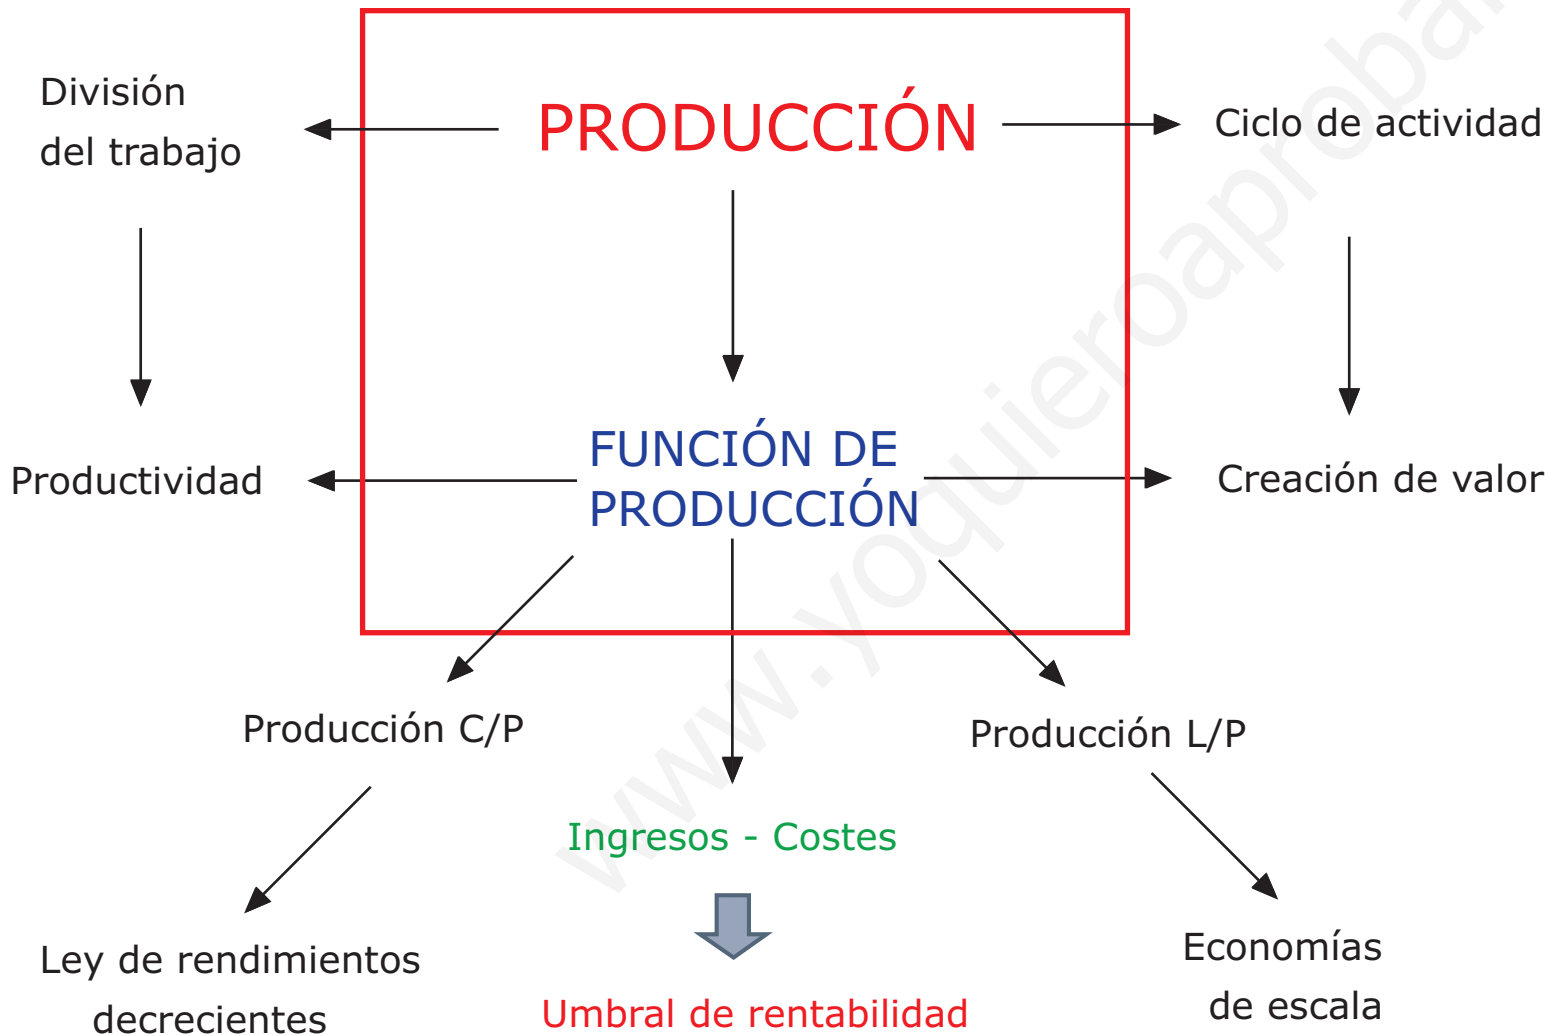 División
del trabajo
PRODUCCIÓN
Ciclo de actividad
Productividad
FUNCIÓN DE
PRODUCCIÓN
Creación de valor
Producción C/P
Producción L/P
Ingresos - Costes
Ley de rendimientos
decrecientes
Umbral de rentabilidad
Economías
de escala
www.yoquieroaprobar